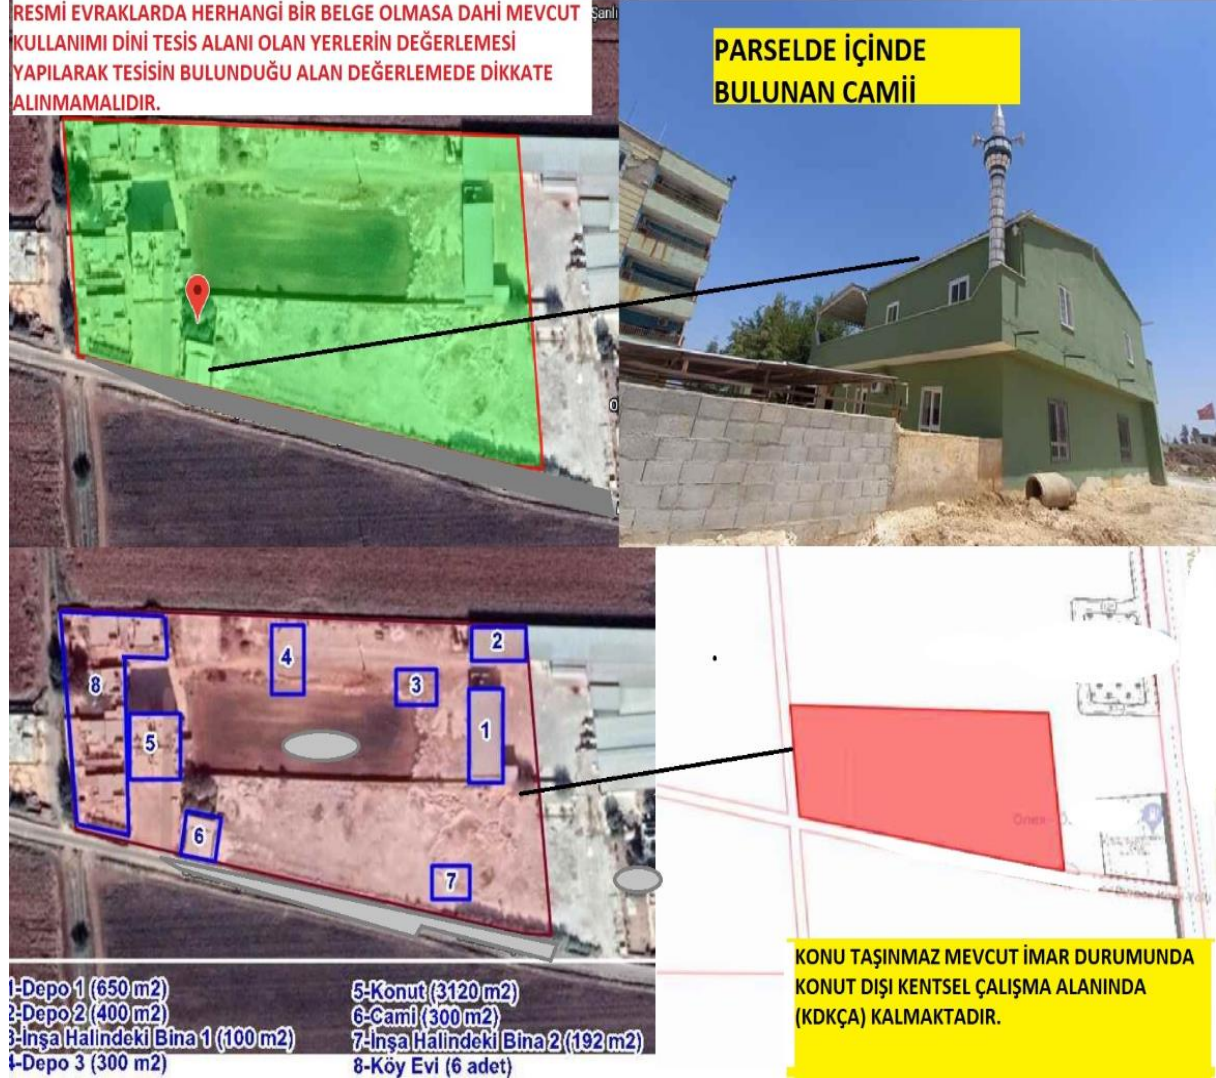 RESMİ EVRAKLARDA HERHANGİ BİR BELGE OLMASA DAHİ MEVCUT
KULLANIMI DİNİ TESİS ALANI OLAN YERLERİN DEĞERLEMESİ
YAPILARAK TESİSİN BULUNDUĞU ALAN DEĞERLEMEDE DİKKATE
ALINMAMALIDIR.
Şanlı
PARSELDE İÇİNDE
BULUNAN CAMİİ
2
4
3
8
1
5
6
7
1-Depo 1 (650 m2)
2-Depo 2 (400 m2)
3-İnşa Halindeki Bina 1 (100 m2)
4-Depo 3 (300 m2)
5-Konut (3120 m2)
6-Cami (300 m2)
7-İnşa Halindeki Bina 2 (192 m2)
8-Köy Evi (6 adet)
KONU TAŞINMAZ MEVCUT İMAR DURUMUNDA
KONUT DIŞI KENTSEL ÇALIŞMA ALANINDA
(KDKÇA) KALMAKTADIR.